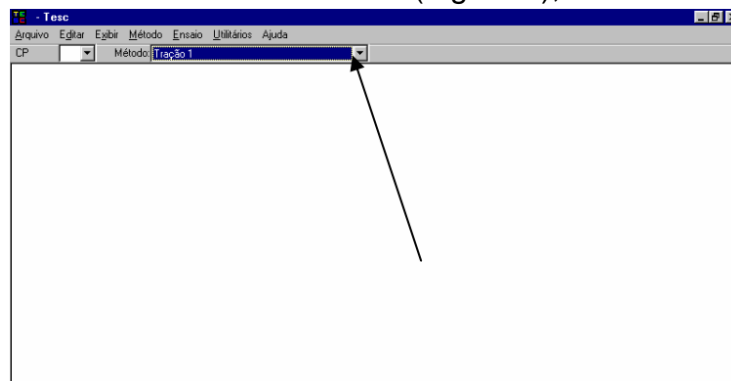 - Tesc
Arquivo Editar Exibir Método Ensaio Utilitários Ajuda
CP Método: Tração 1